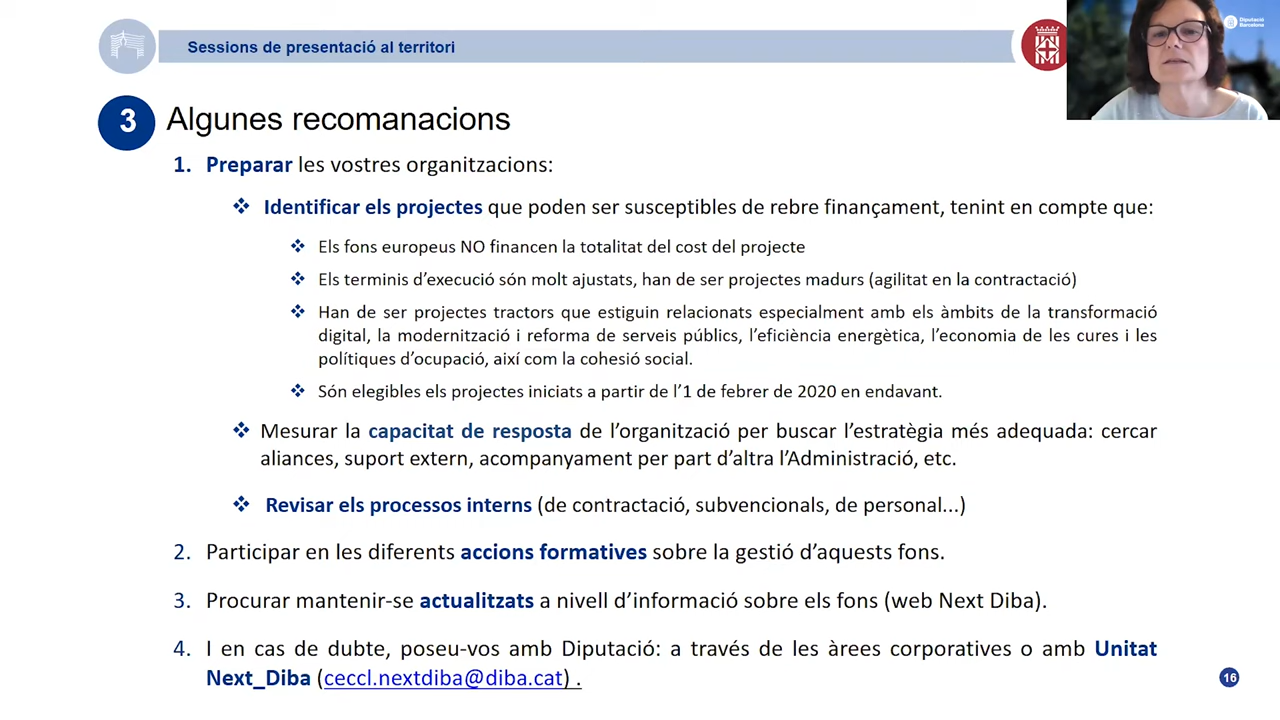 Sessions de presentació al territori
Diputació
Barcelona
3 Algunes recomanacions
1. Preparar les vostres organitzacions:
❖ Identificar els projectes que poden ser susceptibles de rebre finançament, tenint en compte que:
❖ Els fons europeus NO financen la totalitat del cost del projecte
❖ Els terminis d’execució són molt ajustats, han de ser projectes madurs (agilitat en la contractació)
❖ Han de ser projectes tractors que estiguin relacionats especialment amb els àmbits de la transformació
digital, la modernització i reforma de serveis públics, l’eficiència energètica, l’economia de les cures i les
polítiques d’ocupació, així com la cohesió social.
❖ Són elegibles els projectes iniciats a partir de l’1 de febrer de 2020 en endavant.
❖ Mesurar la capacitat de resposta de l’organització per buscar l’estratègia més adequada: cercar
aliances, suport extern, acompanyament per part d’altra l’Administració, etc.
❖ Revisar els processos interns (de contractació, subvencionals, de personal...)
2. Participar en les diferents accions formatives sobre la gestió d’aquests fons.
3. Procurar mantenir-se actualitzats a nivell d’informació sobre els fons (web Next Diba).
4. I en cas de dubte, poseu-vos amb Diputació: a través de les àrees corporatives o amb Unitat
Next_Diba (ceccl.nextdiba@diba.cat) .
16